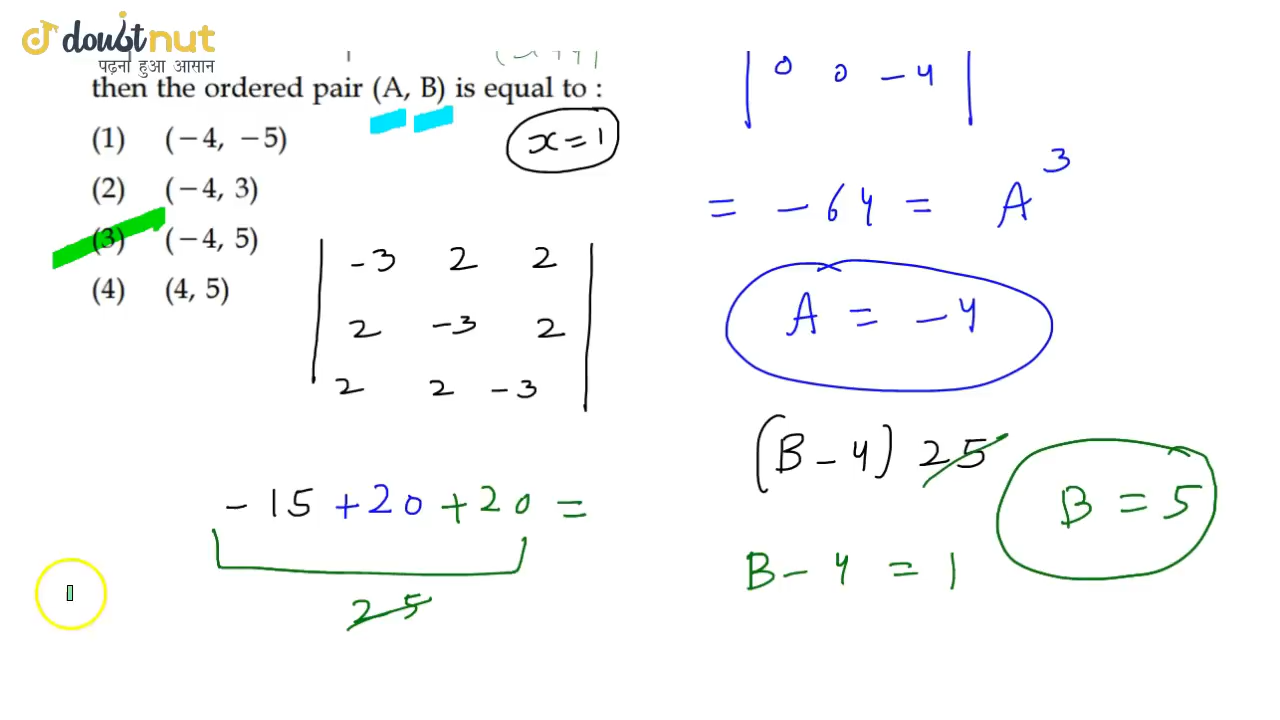 doubtnut
पढ़ना हुआ आसान
then the ordered pair (A, B) is equal to :
(1) (−4, −5)
(2) (−4, 3)
(3) (−4, 5)
(4) (4, 5)
x = 1
-3 2 2
2 -3 2
2 2 -3
-15 +20 +20 =
25
0 0 -4
= -64 = A³
A = -4
(B-4) 25
B-4 = 1
B = 5